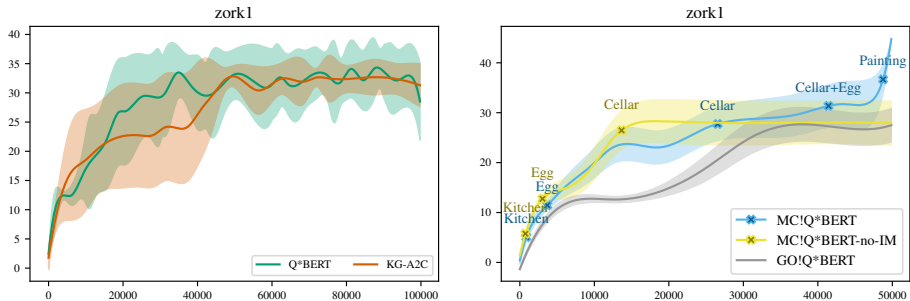 zork1
40
35
30
25
20
15
10
5
0
0 20000 40000 60000 80000 100000
Q*BERT KG-A2C
zork1
40
30
20
10
0
0 10000 20000 30000 40000 50000
Painting
Cellar+Egg
Cellar
Cellar
Egg
Egg
Kitchen
Kitchen
MC!Q*BERT
MC!Q*BERT-no-IM
GO!Q*BERT